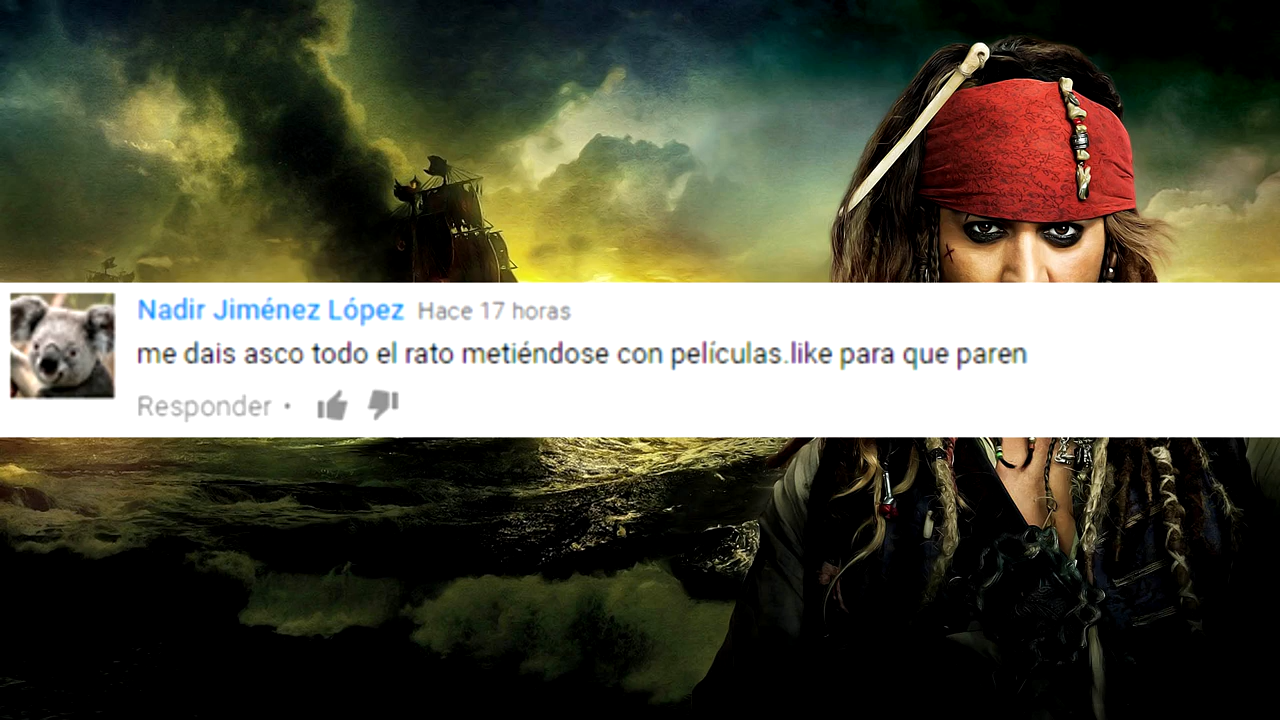 Nadir Jiménez López Hace 17 horas
me dais asco todo el rato metiéndose con películas.like para que paren
Responder •